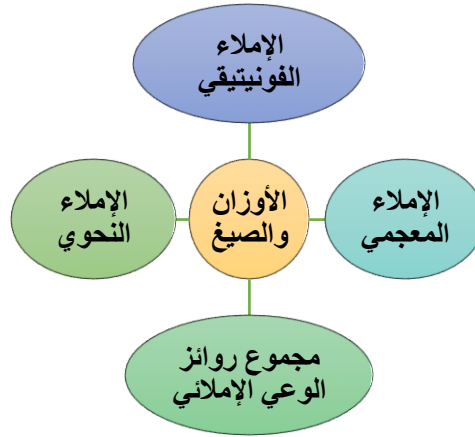 الإملاء
الفونيتيقي
الإملاء
المعجمي
الأوزان
والصيغ
الإملاء
النحوي
مجموع روائز
الوعي الإملائي